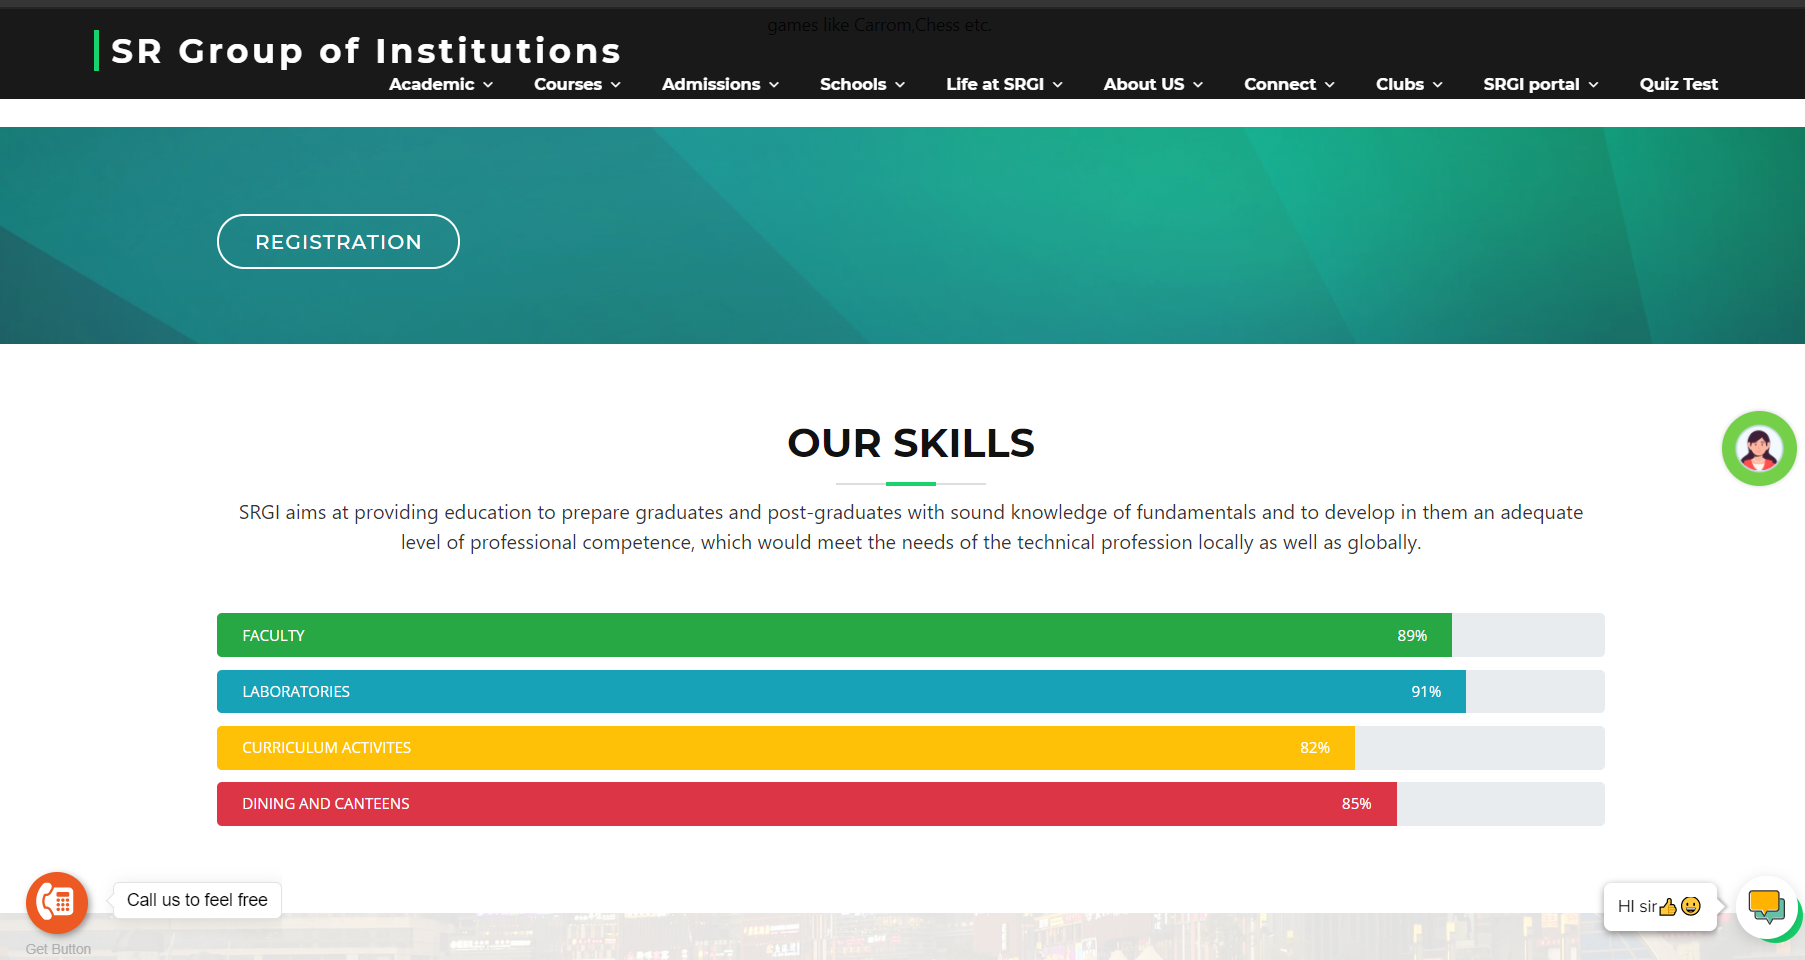 games like Carrom,Chess etc.
SR Group of Institutions
Academic Courses Admissions Schools Life at SRGI About US Connect Clubs SRGI portal Quiz Test
REGISTRATION
OUR SKILLS
SRGI aims at providing education to prepare graduates and post-graduates with sound knowledge of fundamentals and to develop in them an adequate
level of professional competence, which would meet the needs of the technical profession locally as well as globally.
FACULTY 89%
LABORATORIES 91%
CURRICULUM ACTIVITES 82%
DINING AND CANTEENS 85%
Call us to feel free
HI sir👍😀
Get Button